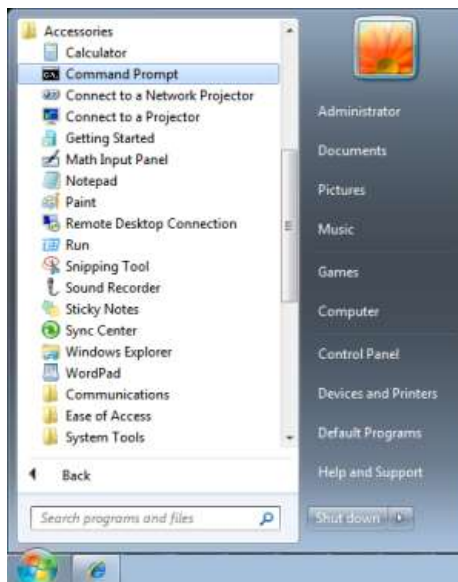 Accessories
Calculator
Command Prompt
Connect to a Network Projector
Connect to a Projector
Getting Started
Math Input Panel
Notepad
Paint
Remote Desktop Connection
Run
Snipping Tool
Sound Recorder
Sticky Notes
Sync Center
Windows Explorer
WordPad
Communications
Ease of Access
System Tools
Back
Search programs and files
Administrator
Documents
Pictures
Music
Games
Computer
Control Panel
Devices and Printers
Default Programs
Help and Support
Shut down